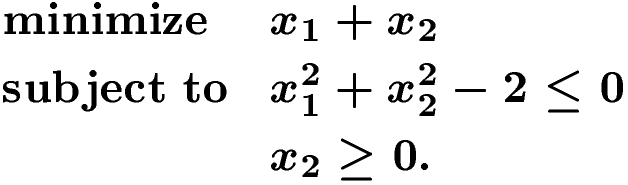 minimize x₁ + x₂
subject to x₁² + x₂² − 2 ≤ 0
x₂ ≥ 0.